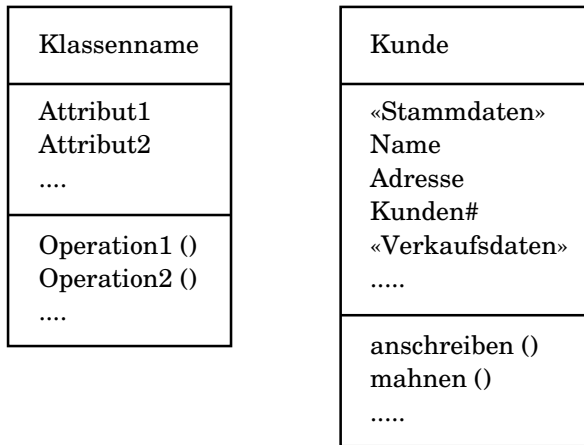 Klassenname
Attribut1
Attribut2
....
Operation1 ()
Operation2 ()
....
Kunde
«Stammdaten»
Name
Adresse
Kunden#
«Verkaufsdaten»
.....
anschreiben ()
mahnen ()
.....